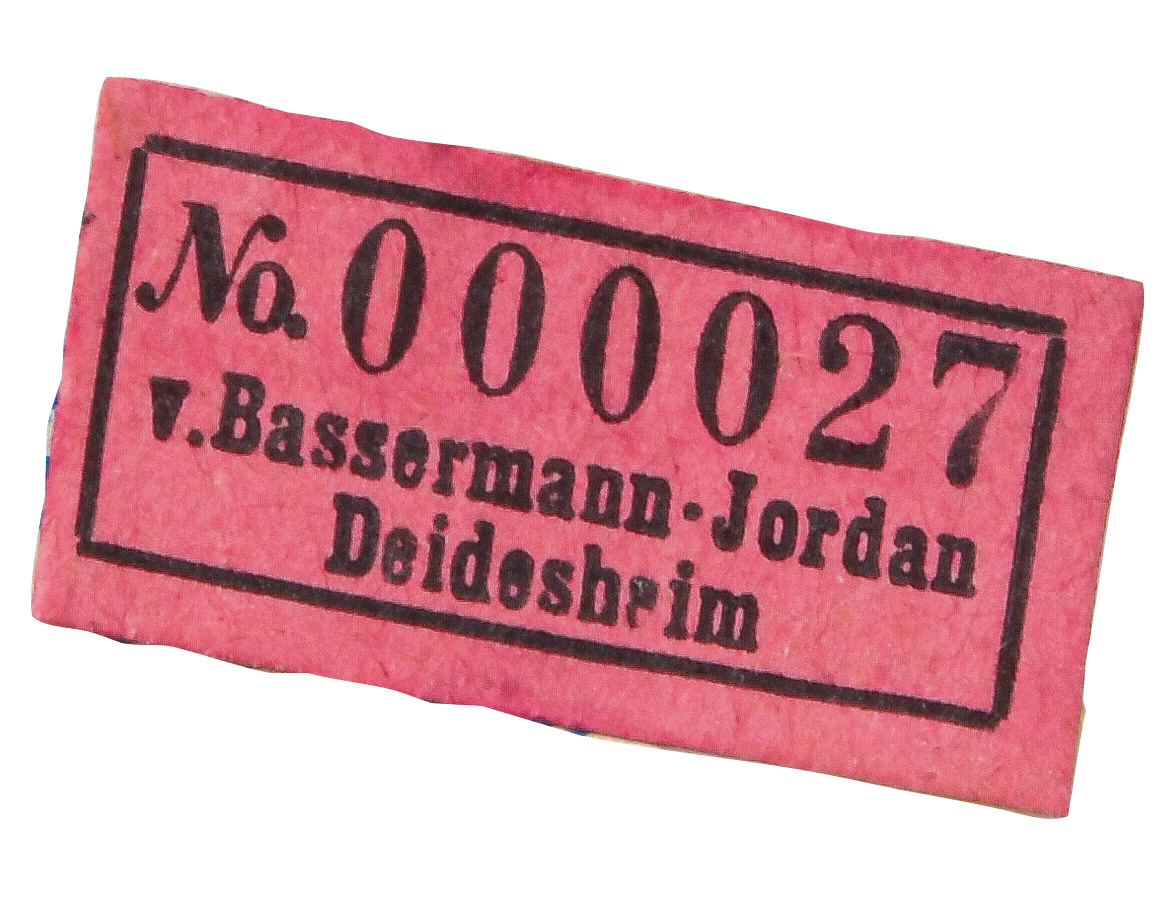 No. 000027
v. Bassermann-Jordan
Deidesheim